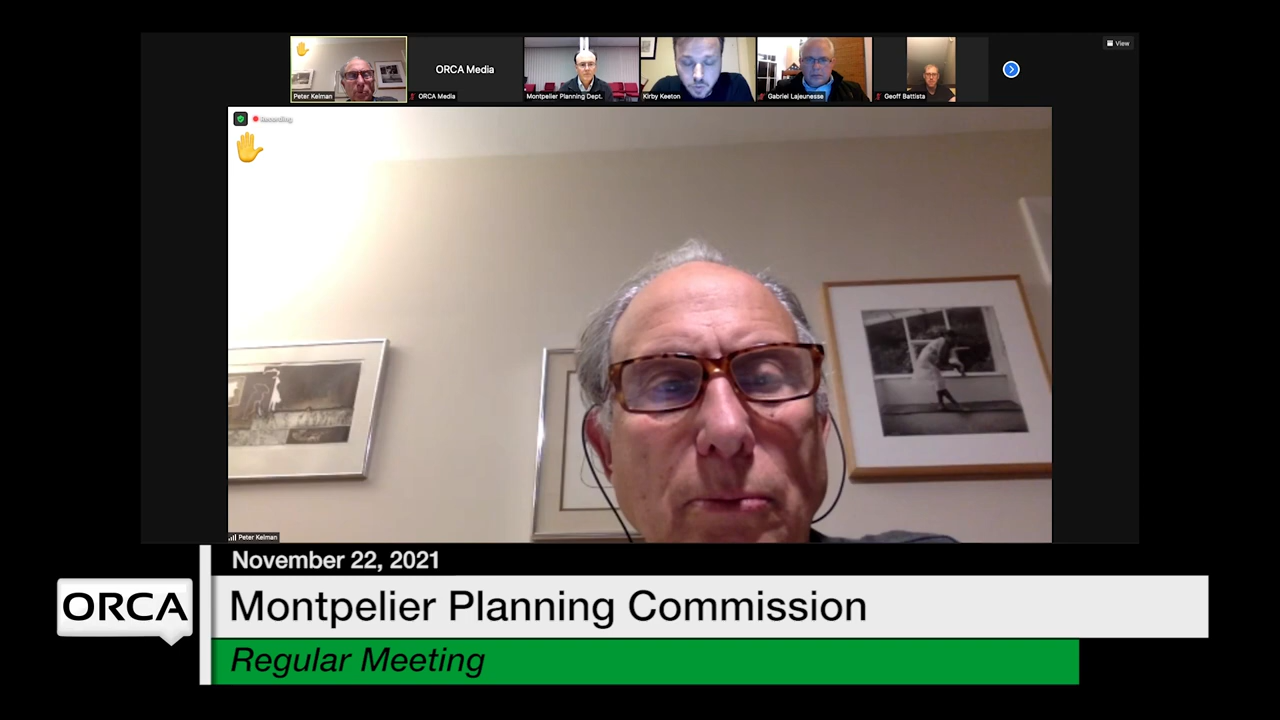 ORCA Media
View
Peter Kelman
ORCA Media
Montpelier Planning Dept.
Kirby Keeton
Gabriel Lajeunesse
Geoff Battista
Recording
Peter Kelman
November 22, 2021
ORCA
Montpelier Planning Commission
Regular Meeting